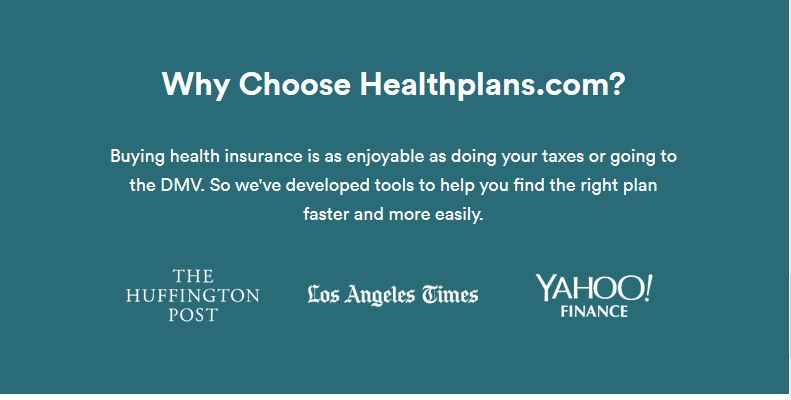 Why Choose Healthplans.com?
Buying health insurance is as enjoyable as doing your taxes or going to
the DMV. So we've developed tools to help you find the right plan
faster and more easily.
THE
HUFFINGTON
POST
Los Angeles Times
YAHOO!
FINANCE